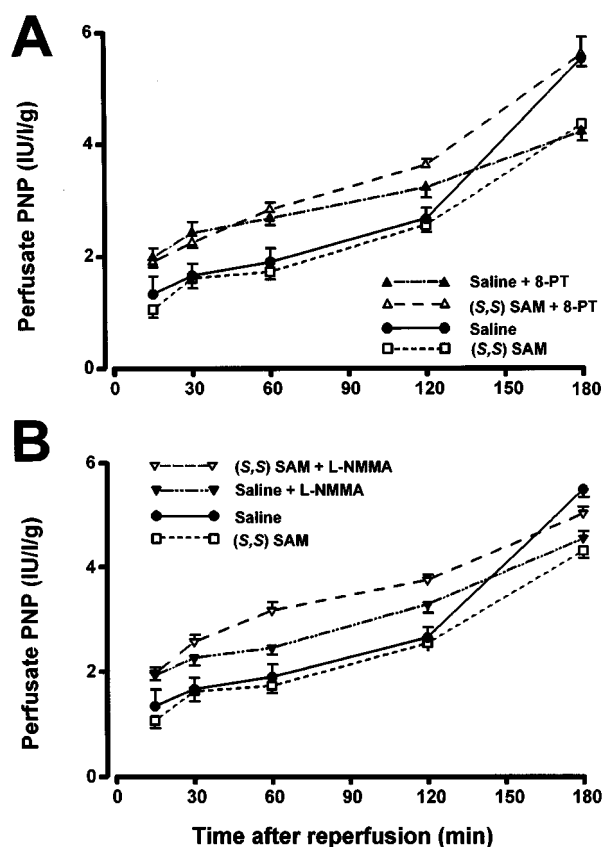 A
Perfusate PNP (IU/l/g)
6
4
2
0
Saline + 8-PT
(S,S) SAM + 8-PT
Saline
(S,S) SAM
0 30 60 90 120 150 180
B
Perfusate PNP (IU/l/g)
6
4
2
0
(S,S) SAM + L-NMMA
Saline + L-NMMA
Saline
(S,S) SAM
0 30 60 90 120 150 180
Time after reperfusion (min)